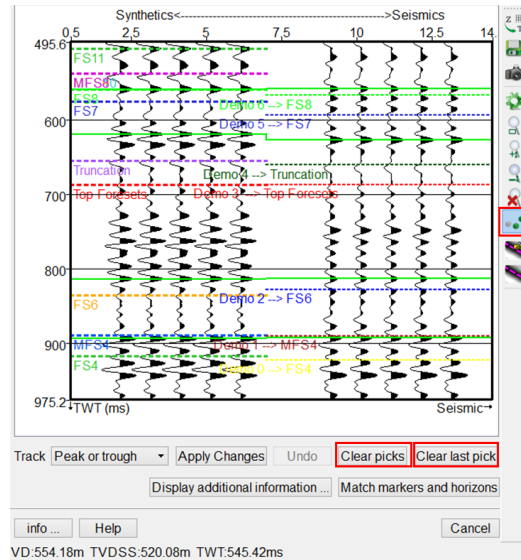 Synthetics<-------------------------------------->Seismics
0,5 2,5 5 7,5 10 12,5 14
495.6
FS11
MFS8
FS8
Demo 6 --> FS8
FS7
Demo 5 --> FS7
600
Truncation
Demo 4 --> Truncation
Top Foresets
Demo 3 --> Top Foresets
700
800
FS6
Demo 2 --> FS6
900
MFS4
Demo 1 --> MFS4
FS4
Demo 0 --> FS4
975.2
TWT (ms) Seismic
Track Peak or trough Apply Changes Undo Clear picks Clear last pick
Display additional information ... Match markers and horizons
info ... Help Cancel
VD:554.18m TVDSS:520.08m TWT:545.42ms